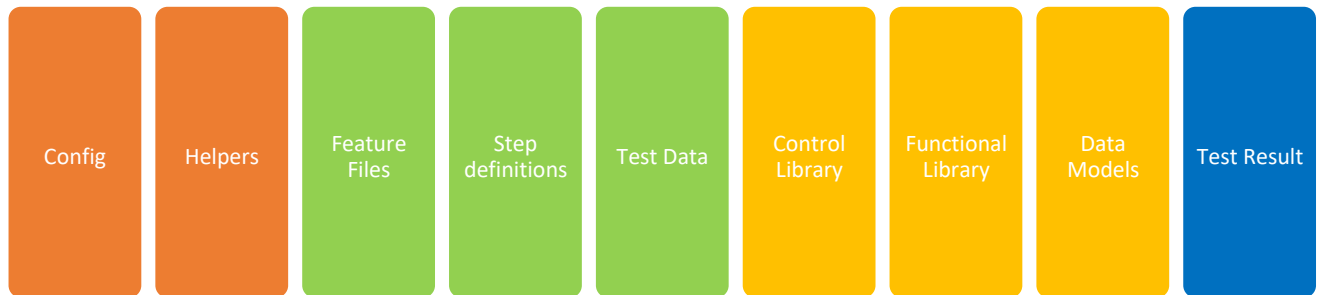 Config
Helpers
Feature
Files
Step
definitions
Test Data
Control
Library
Functional
Library
Data
Models
Test Result